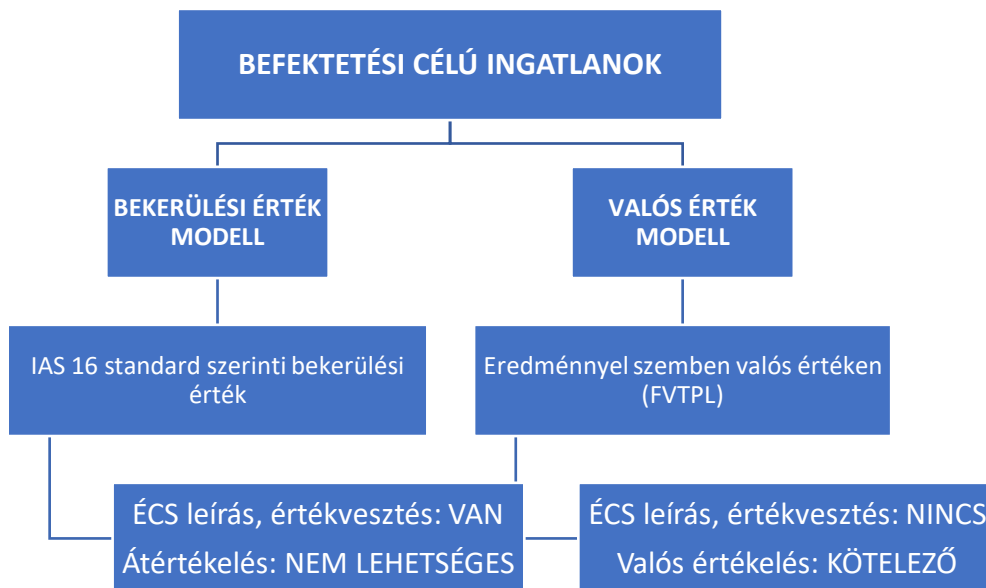 BEFEKTETÉSI CÉLÚ INGATLANOK
BEKERÜLÉSI ÉRTÉK
MODELL
VALÓS ÉRTÉK
MODELL
IAS 16 standard szerinti bekerülési
érték
Eredménnyel szemben valós értéken
(FVTPL)
ÉCS leírás, értékvesztés: VAN
Átértékelés: NEM LEHETSÉGES
ÉCS leírás, értékvesztés: NINCS
Valós értékelés: KÖTELEZŐ